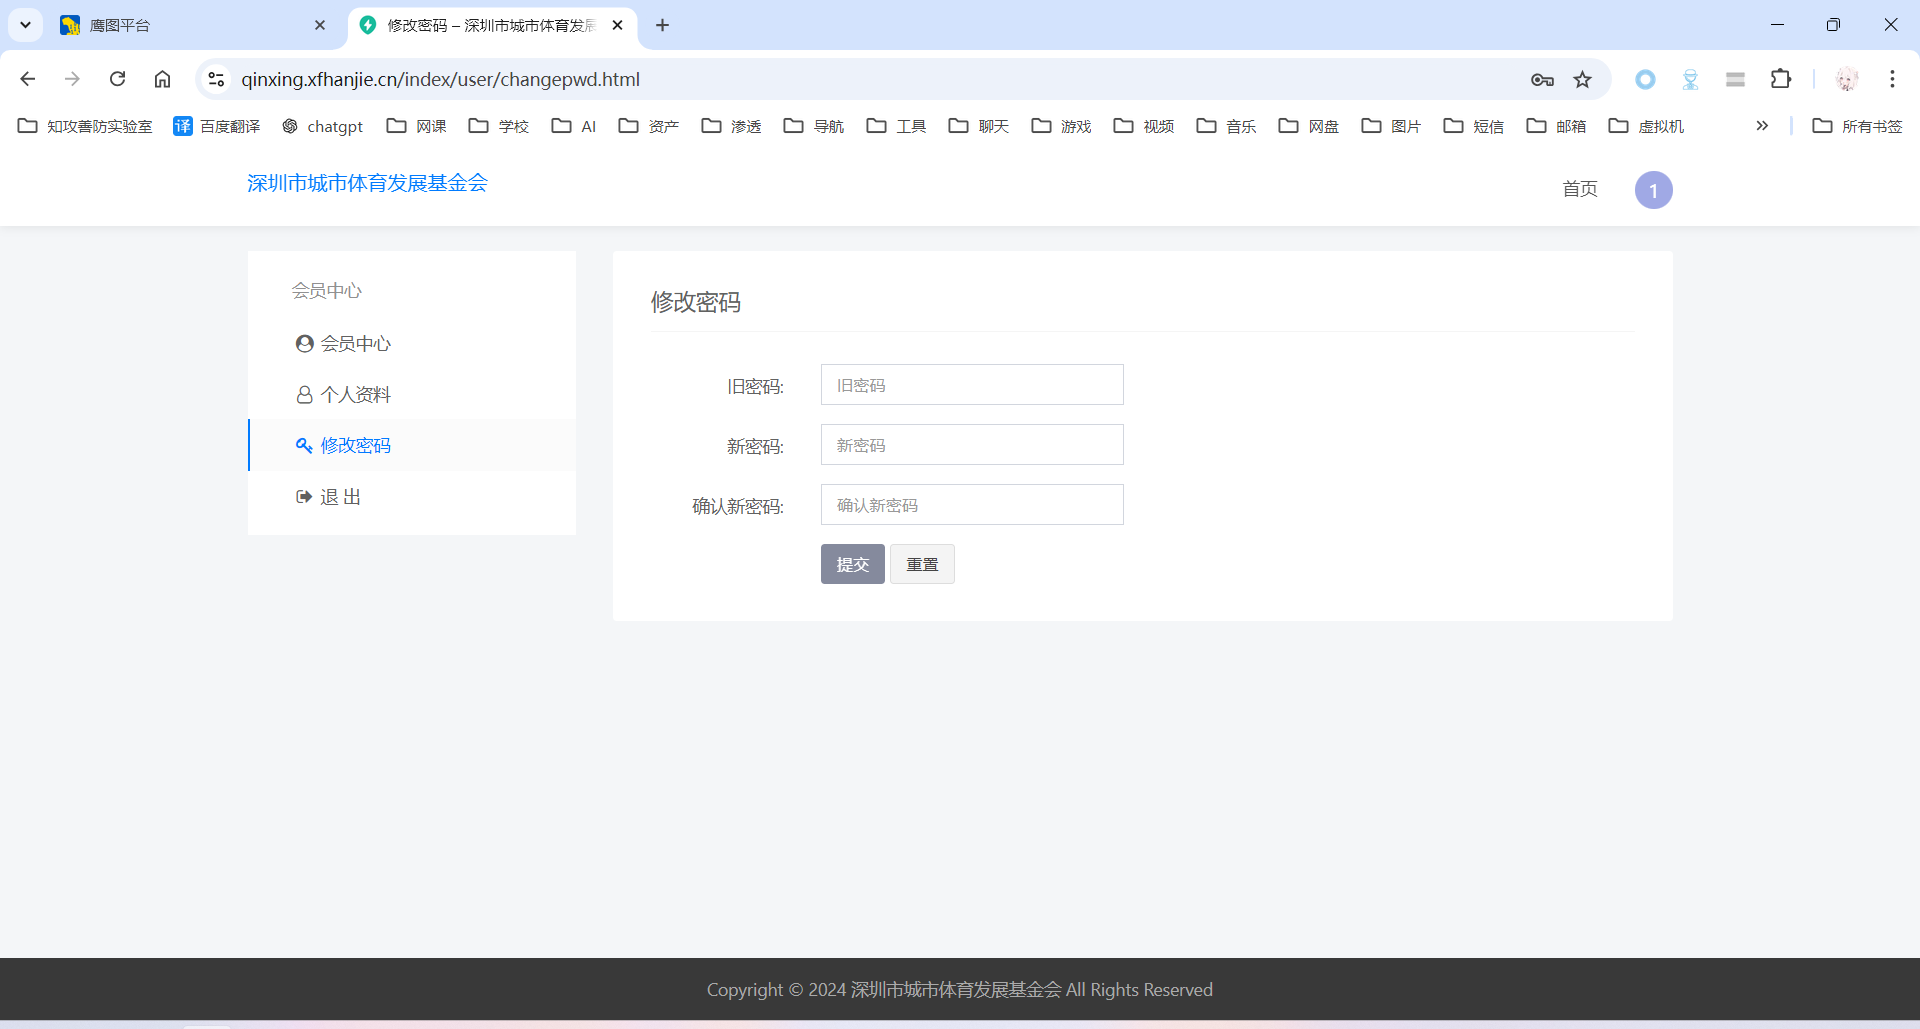 鹰图平台
修改密码 – 深圳市城市体育发展
qinxing.xfhanjie.cn/index/user/changepwd.html
知攻善防实验室 译 百度翻译 chatgpt 网课 学校 AI 资产 渗透 导航 工具 聊天 游戏 视频 音乐 网盘 图片 短信 邮箱 虚拟机 » 所有书签
深圳市城市体育发展基金会
首页 1
会员中心
会员中心
个人资料
修改密码
退 出
修改密码
旧密码: 旧密码
新密码: 新密码
确认新密码: 确认新密码
提交 重置
Copyright © 2024 深圳市城市体育发展基金会 All Rights Reserved